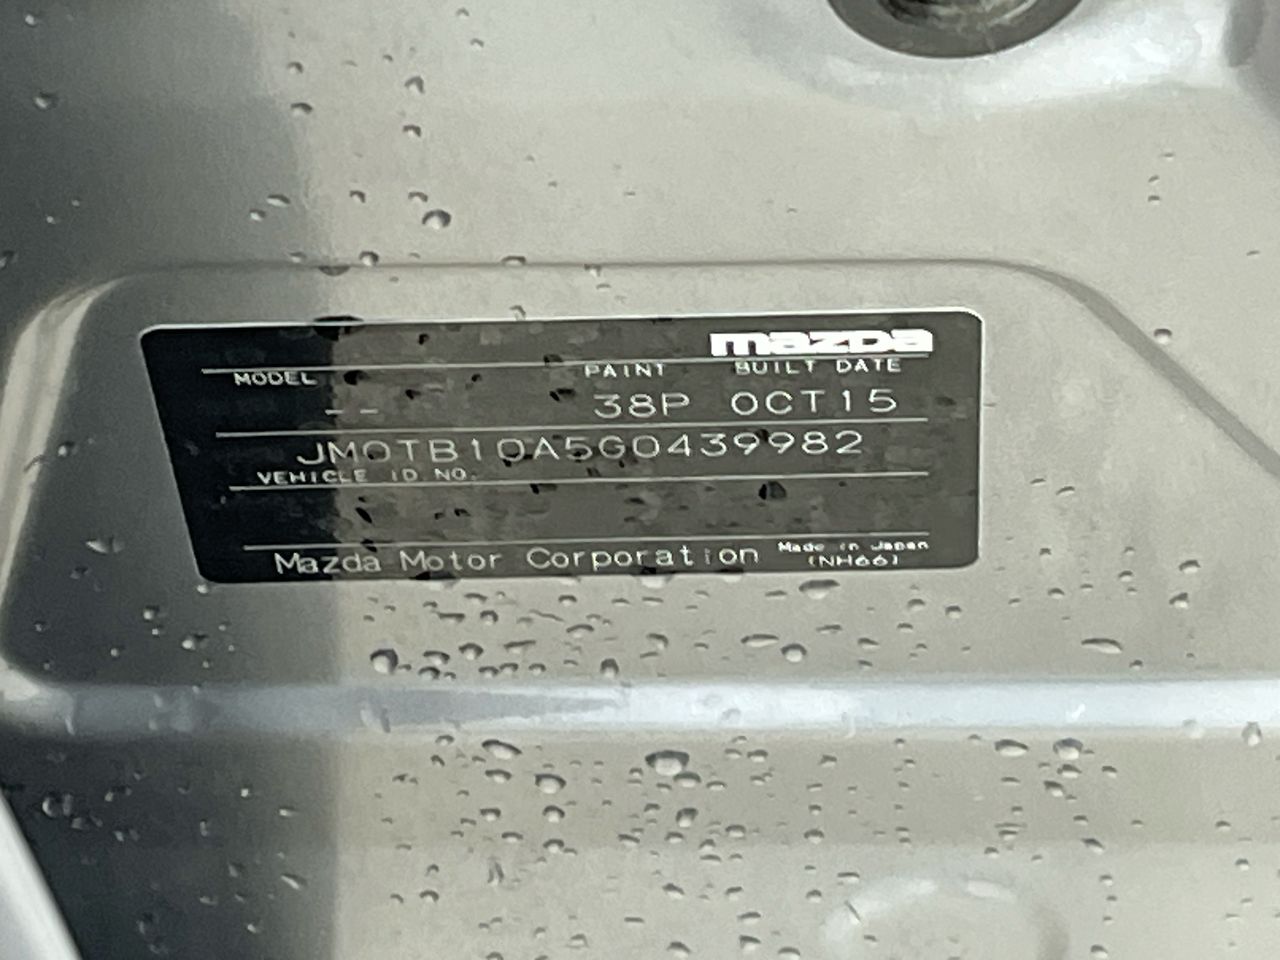 mazda
MODEL PAINT BUILT DATE
-- 38P OCT15
JM0TB10A5G0439982
VEHICLE ID NO.
Mazda Motor Corporation Made in Japan
(NH66)